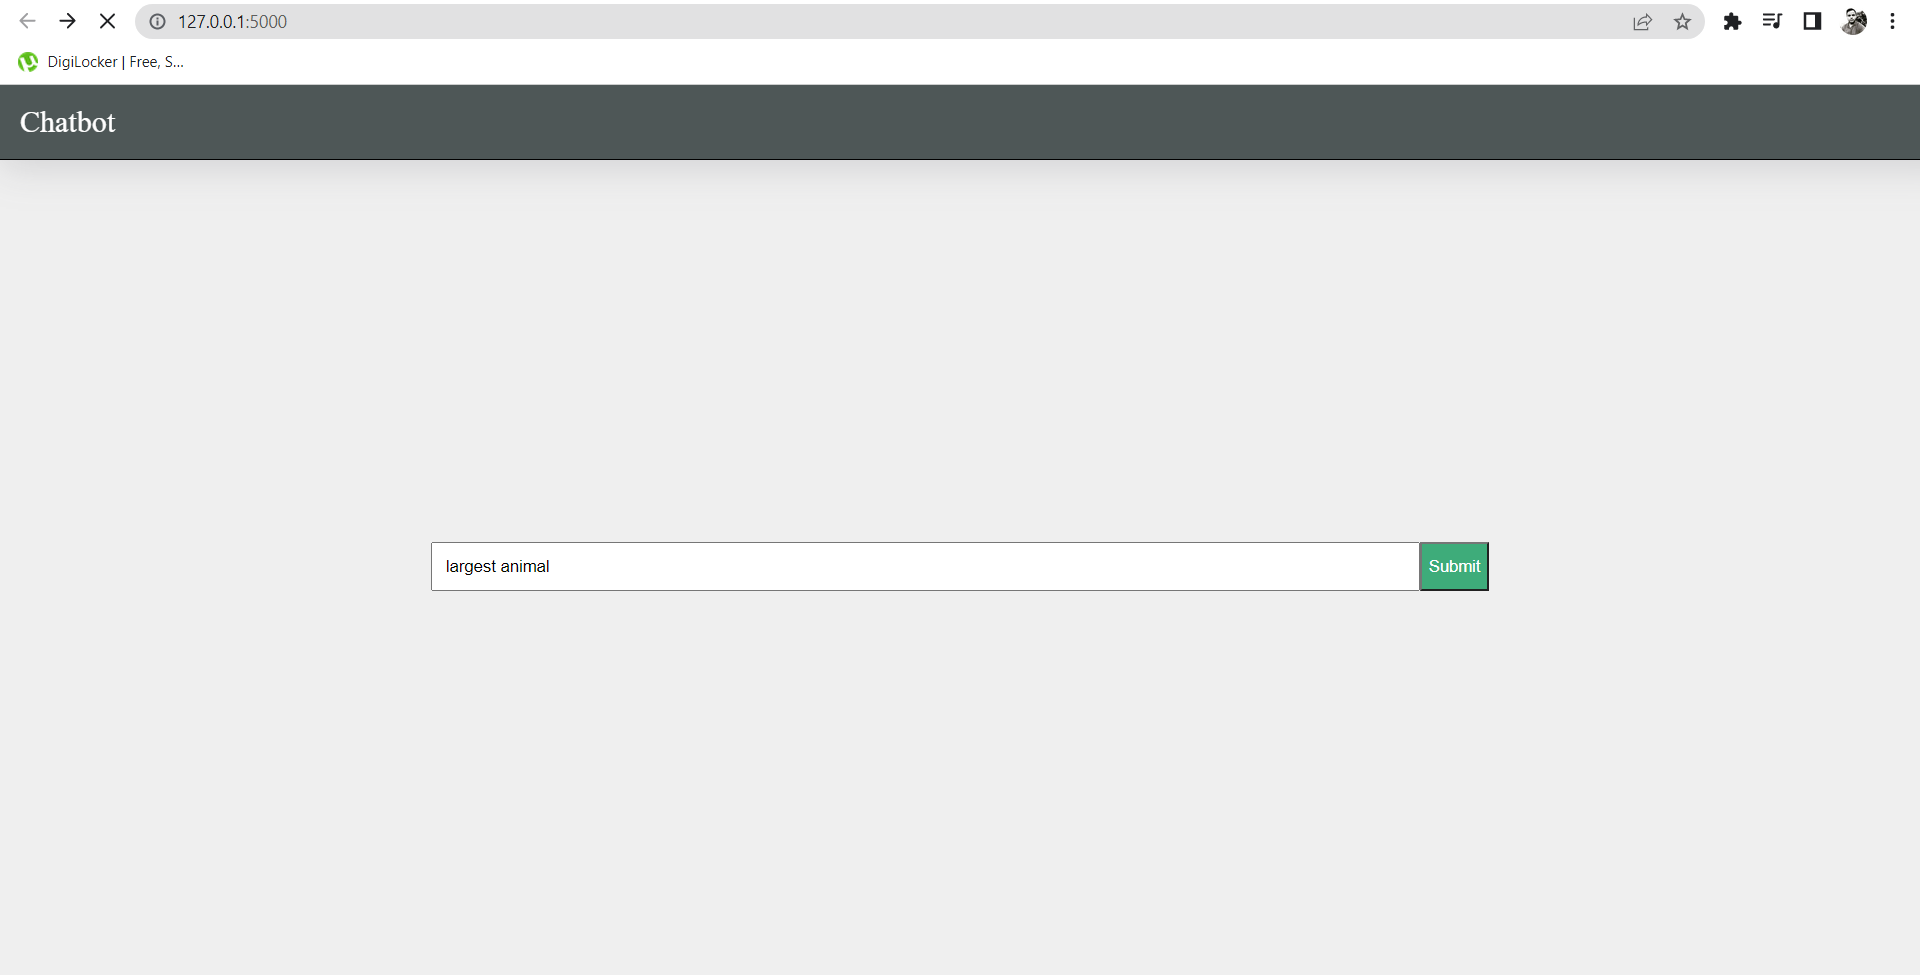 127.0.0.1:5000
DigiLocker | Free, S...
Chatbot
largest animal
Submit